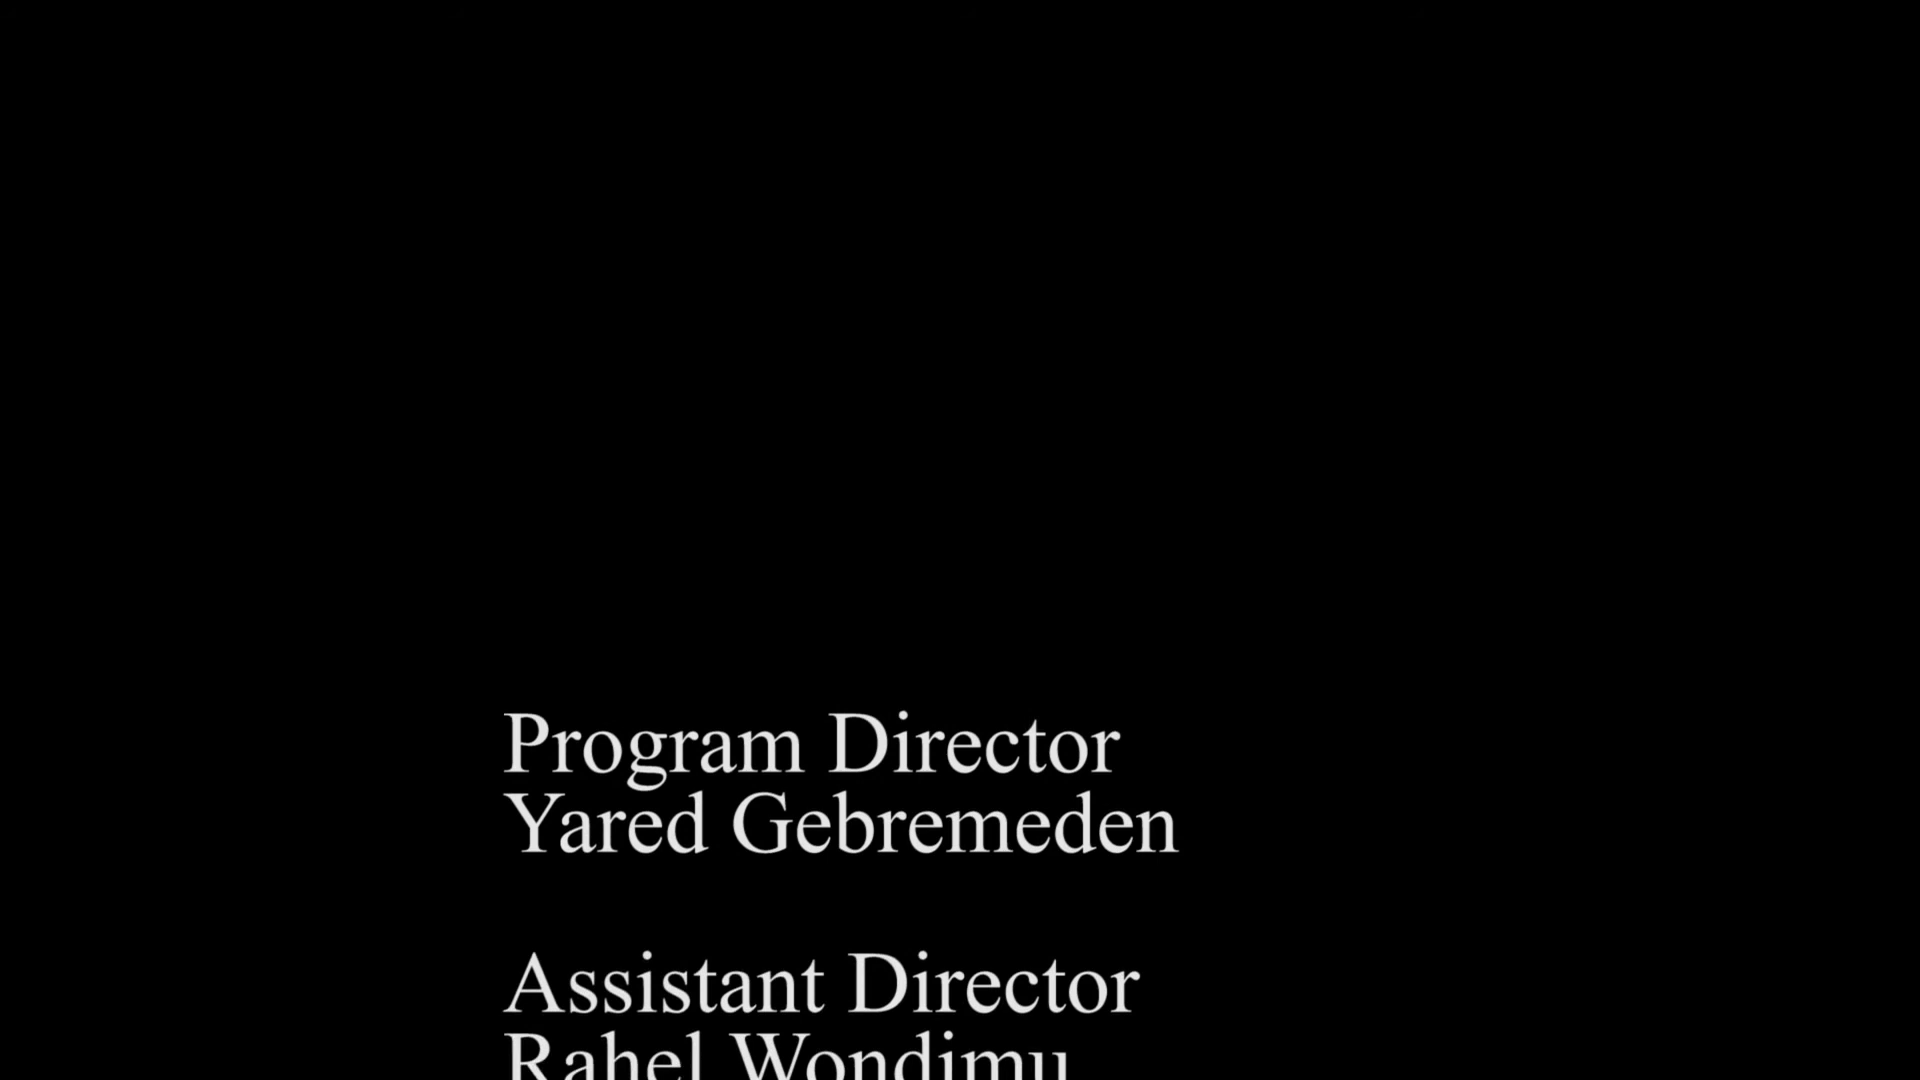 Program Director
Yared Gebremeden
Assistant Director
Rahel Wondimu